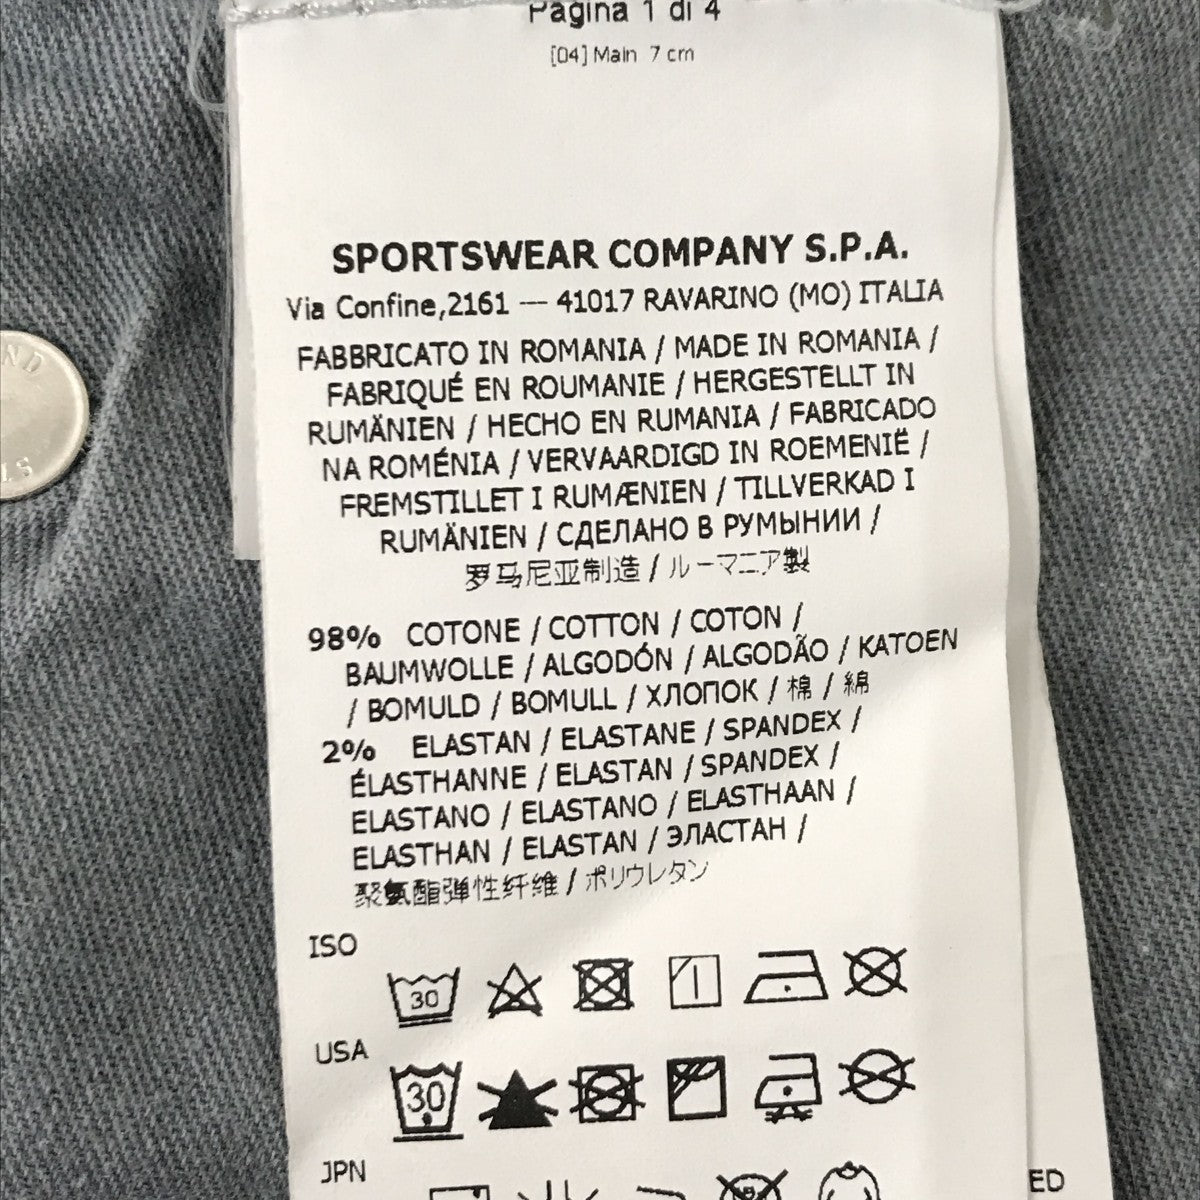 Pagina 1 di 4
[04] Main 7 cm
SPORTSWEAR COMPANY S.P.A.
Via Confine,2161 — 41017 RAVARINO (MO) ITALIA
FABBRICATO IN ROMANIA / MADE IN ROMANIA /
FABRIQUÉ EN ROUMANIE / HERGESTELLT IN
RUMÄNIEN / HECHO EN RUMANIA / FABRICADO
NA ROMÉNIA / VERVAARDIGD IN ROEMENIË /
FREMSTILLET I RUMÆNIEN / TILLVERKAD I
RUMÄNIEN / СДЕЛАНО В РУМЫНИИ /
罗马尼亚制造 / ルーマニア製
98% COTONE / COTTON / COTON /
BAUMWOLLE / ALGODÓN / ALGODÃO / KATOEN
/ BOMULD / BOMULL / ХЛОПОК / 棉 / 綿
2% ELASTAN / ELASTANE / SPANDEX /
ÉLASTHANNE / ELASTAN / SPANDEX /
ELASTANO / ELASTANO / ELASTHAAN /
ELASTHAN / ELASTAN / ЭЛАСТАН /
聚氨酯弹性纤维 / ポリウレタン
ISO
30
USA
30
JPN
ED